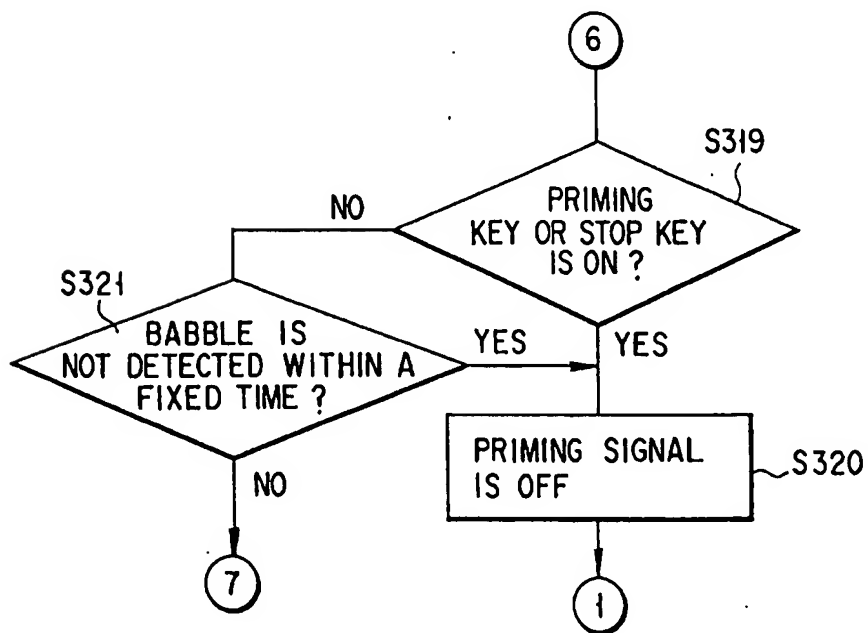 6
S319
PRIMING
KEY OR STOP KEY
IS ON ?
NO
YES
S321
BABBLE IS
NOT DETECTED WITHIN A
FIXED TIME ?
YES
NO
PRIMING SIGNAL
IS OFF
S320
7
1